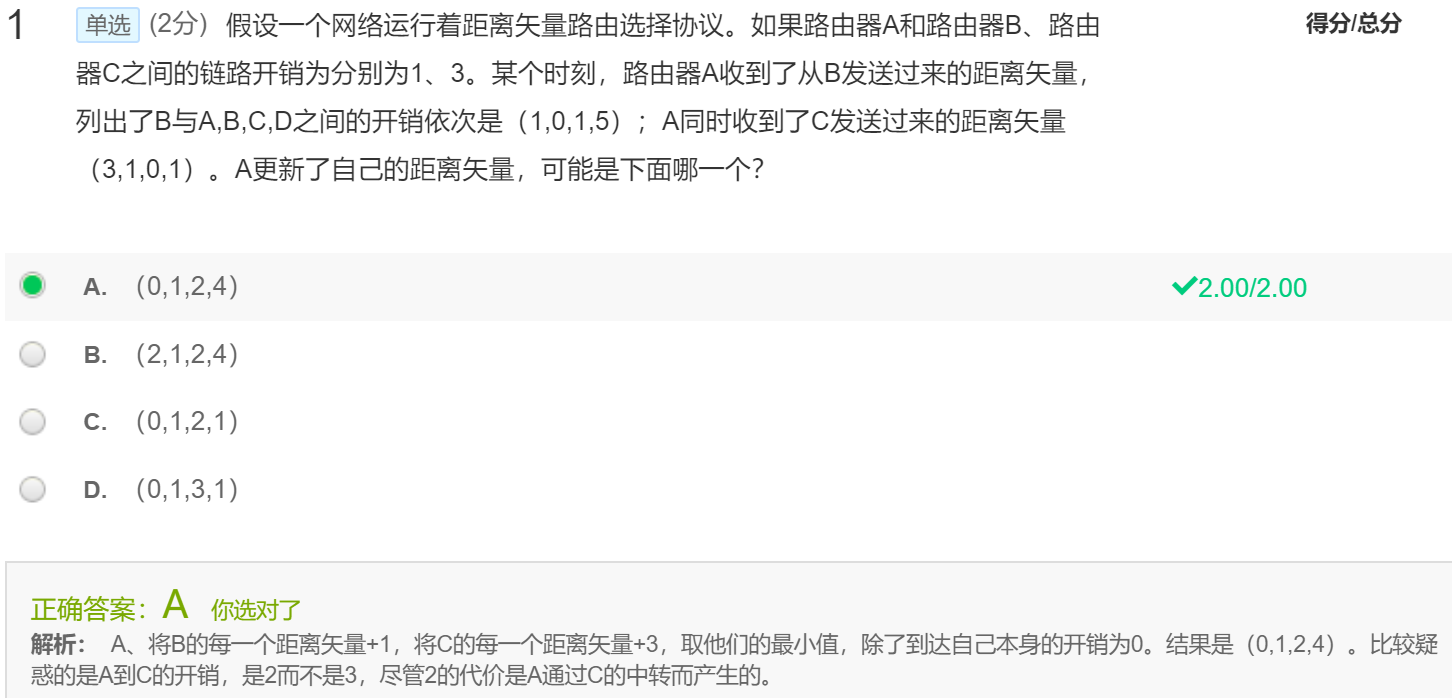 1 单选 (2分) 假设一个网络运行着距离矢量路由选择协议。如果路由器A和路由器B、路由 得分/总分
器C之间的链路开销为分别为1、3。某个时刻，路由器A收到了从B发送过来的距离矢量，
列出了B与A,B,C,D之间的开销依次是（1,0,1,5）；A同时收到了C发送过来的距离矢量
（3,1,0,1）。A更新了自己的距离矢量，可能是下面哪一个？
A. （0,1,2,4） 2.00/2.00
B. （2,1,2,4）
C. （0,1,2,1）
D. （0,1,3,1）
正确答案：A 你选对了
解析： A、将B的每一个距离矢量+1，将C的每一个距离矢量+3，取他们的最小值，除了到达自己本身的开销为0。结果是（0,1,2,4）。比较疑
惑的是A到C的开销，是2而不是3，尽管2的代价是A通过C的中转而产生的。